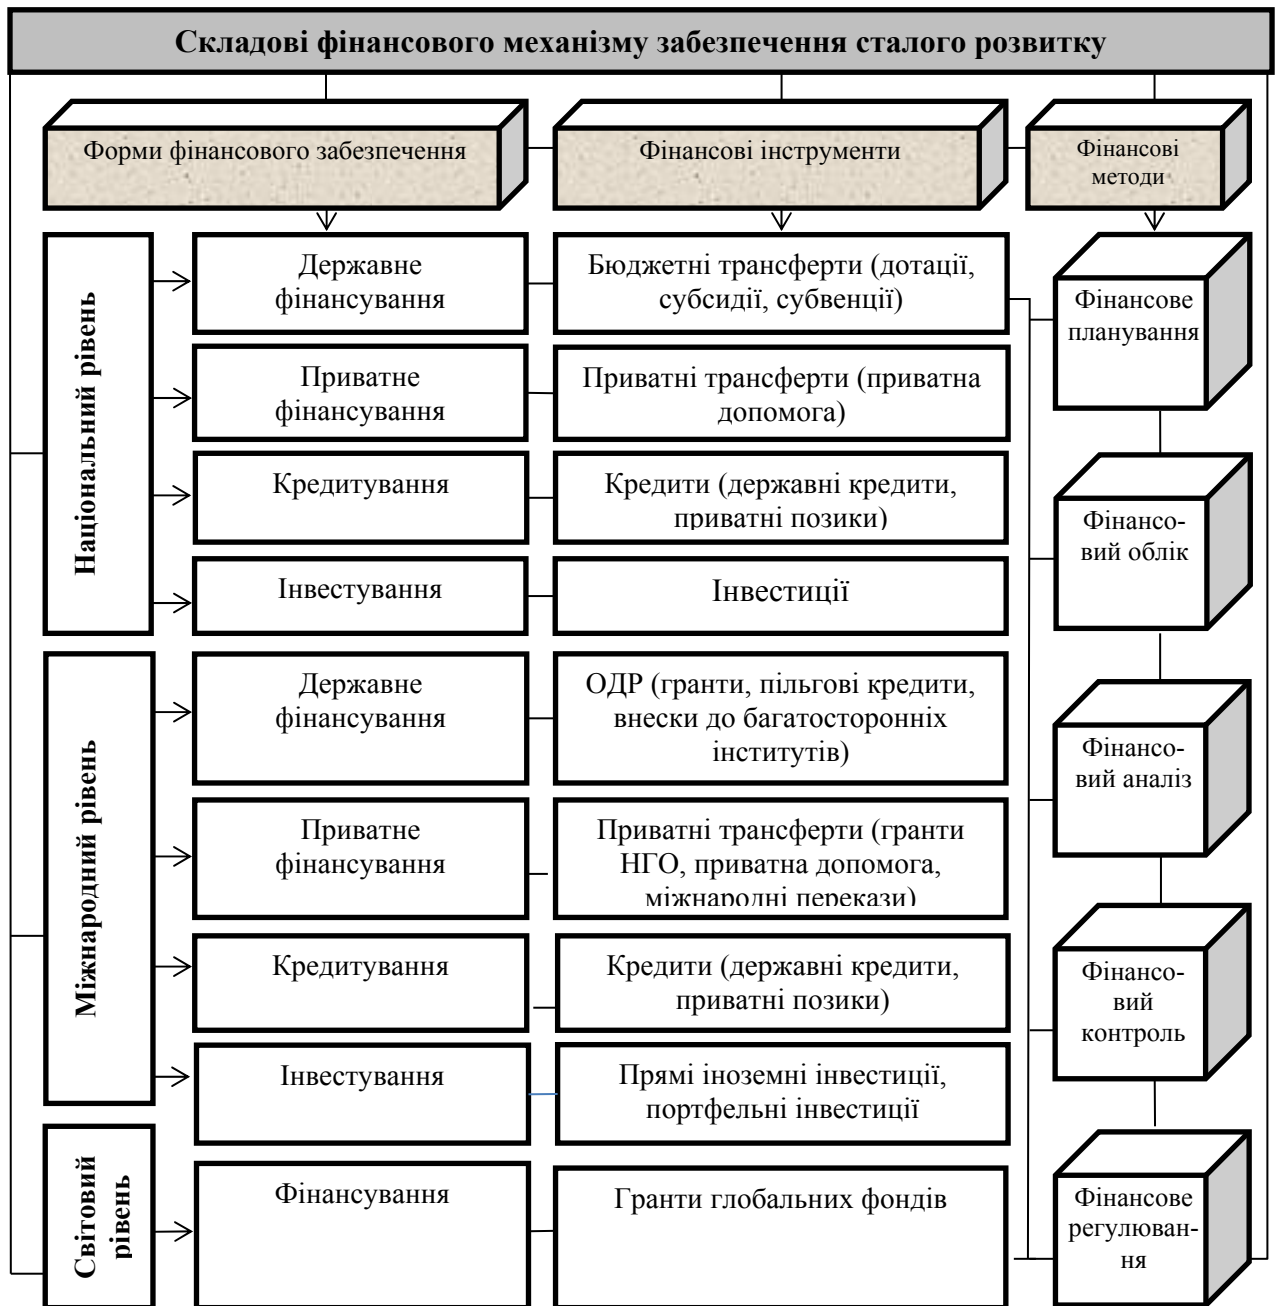 Складові фінансового механізму забезпечення сталого розвитку
Форми фінансового забезпечення
Фінансові інструменти
Фінансові
методи
Національний рівень
Державне
фінансування
Бюджетні трансферти (дотації,
субсидії, субвенції)
Приватне
фінансування
Приватні трансферти (приватна
допомога)
Кредитування
Кредити (державні кредити,
приватні позики)
Інвестування
Інвестиції
Міжнародний рівень
Державне
фінансування
ОДР (гранти, пільгові кредити,
внески до багатосторонніх
інститутів)
Приватне
фінансування
Приватні трансферти (гранти
НГО, приватна допомога,
міжнародні перекази)
Кредитування
Кредити (державні кредити,
приватні позики)
Інвестування
Прямі іноземні інвестиції,
портфельні інвестиції
Світовий
рівень
Фінансування
Гранти глобальних фондів
Фінансове
планування
Фінансо-
вий облік
Фінансо-
вий аналіз
Фінансо-
вий
контроль
Фінансове
регулюван-
ня